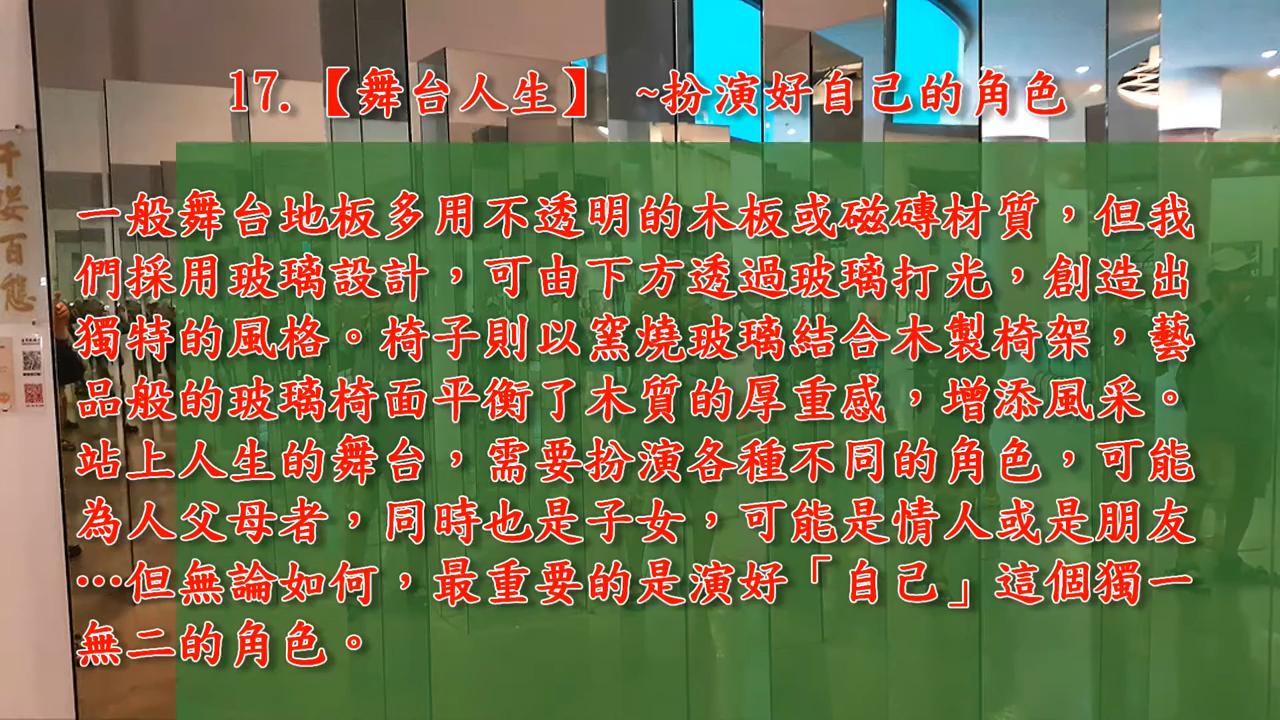 17.【舞台人生】 ~扮演好自己的角色
一般舞台地板多用不透明的木板或磁磚材質，但我
們採用玻璃設計，可由下方透過玻璃打光，創造出
獨特的風格。椅子則以窯燒玻璃結合木製椅架，藝
品般的玻璃椅面平衡了木質的厚重感，增添風采。
站上人生的舞台，需要扮演各種不同的角色，可能
為人父母者，同時也是子女，可能是情人或是朋友
…但無論如何，最重要的是演好「自己」這個獨一
無二的角色。
千姿百態